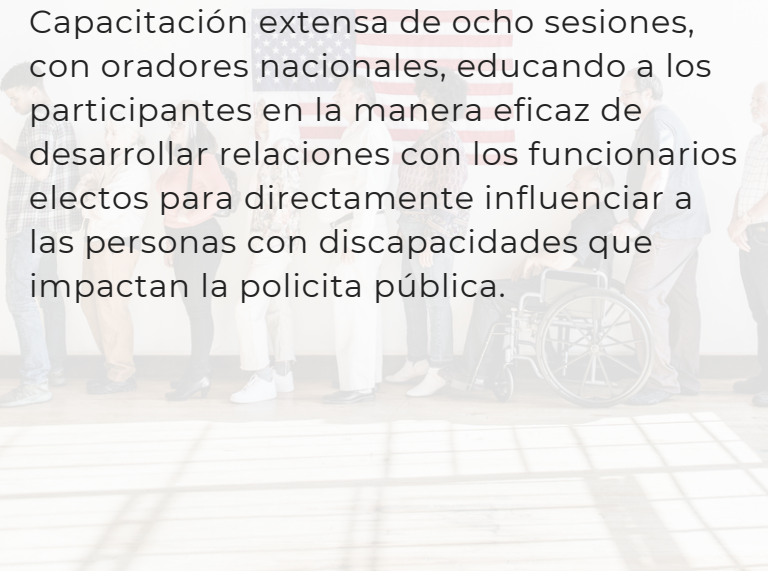 Capacitación extensa de ocho sesiones,
con oradores nacionales, educando a los
participantes en la manera eficaz de
desarrollar relaciones con los funcionarios
electos para directamente influenciar a
las personas con discapacidades que
impactan la policita pública.